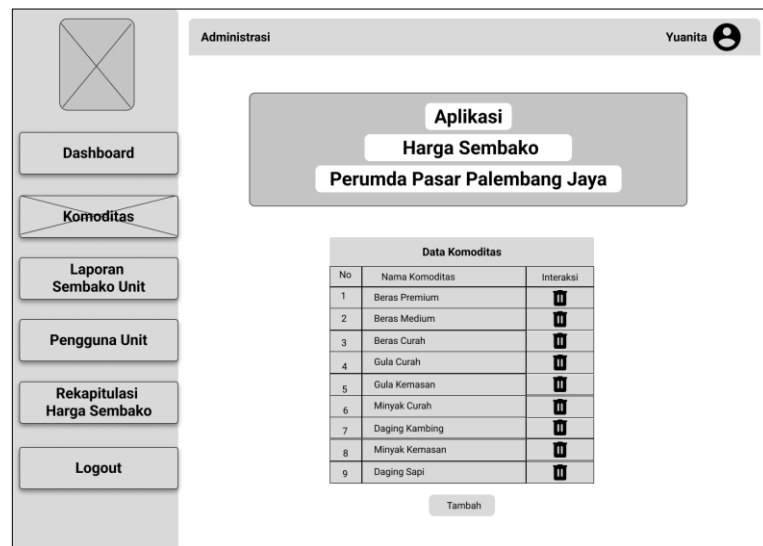 Administrasi
Yuanita
Dashboard
Komoditas
Laporan
Sembako Unit
Pengguna Unit
Rekapitulasi
Harga Sembako
Logout
Aplikasi
Harga Sembako
Perumda Pasar Palembang Jaya
Data Komoditas
No Nama Komoditas Interaksi
1 Beras Premium
2 Beras Medium
3 Beras Curah
4 Gula Curah
5 Gula Kemasan
6 Minyak Curah
7 Daging Kambing
8 Minyak Kemasan
9 Daging Sapi
Tambah